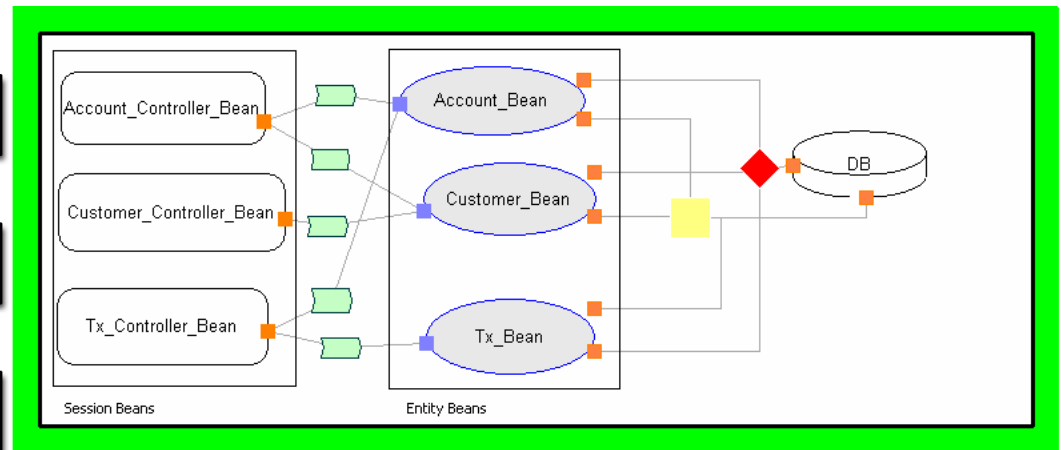 Account_Controller_Bean
Customer_Controller_Bean
Tx_Controller_Bean
Session Beans
Account_Bean
Customer_Bean
Tx_Bean
Entity Beans
DB